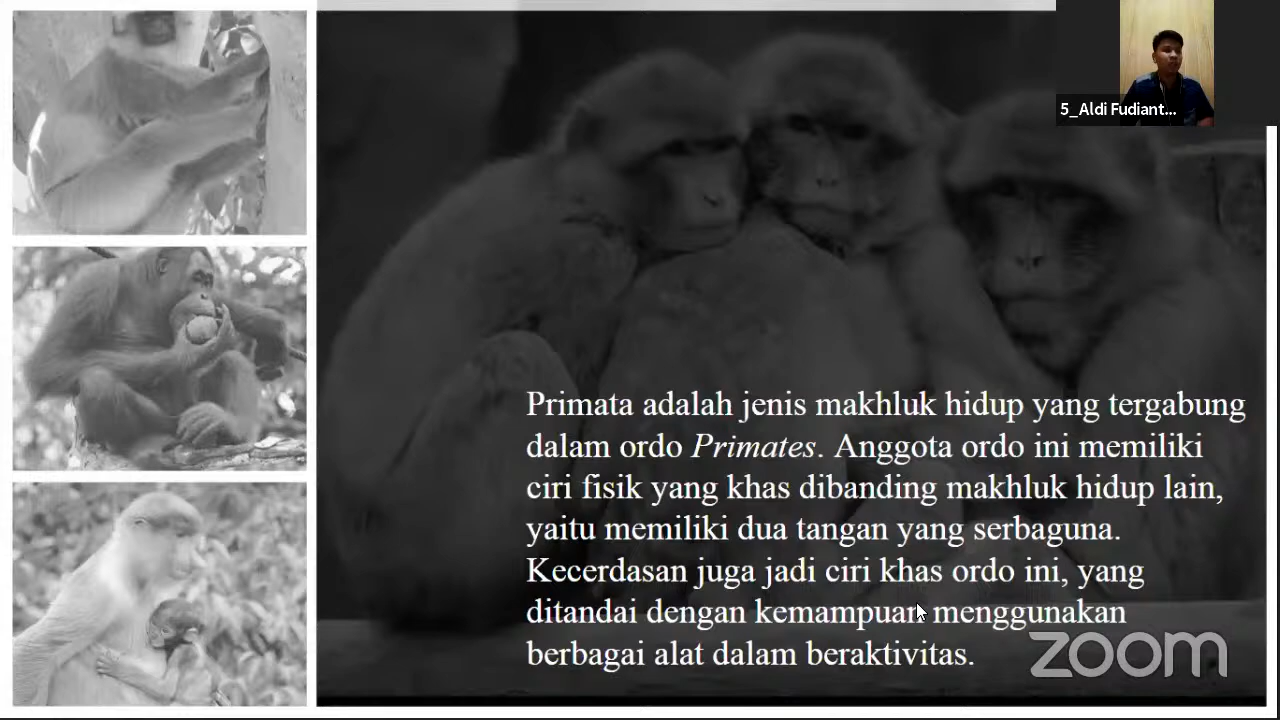 5_Aldi Fudiant...
Primata adalah jenis makhluk hidup yang tergabung
dalam ordo Primates. Anggota ordo ini memiliki
ciri fisik yang khas dibanding makhluk hidup lain,
yaitu memiliki dua tangan yang serbaguna.
Kecerdasan juga jadi ciri khas ordo ini, yang
ditandai dengan kemampuan menggunakan
berbagai alat dalam beraktivitas.
zoom